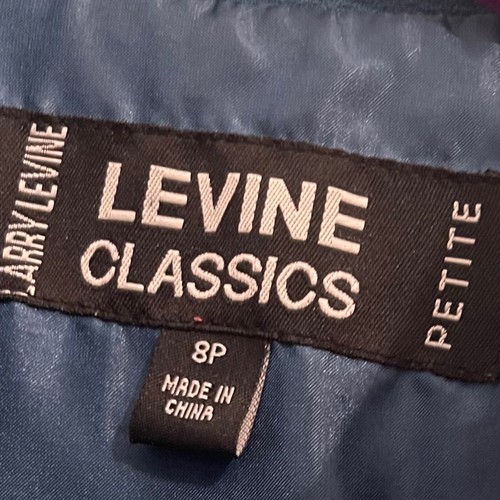 LARRY LEVINE
LEVINE
CLASSICS
PETITE
8P
MADE IN
CHINA